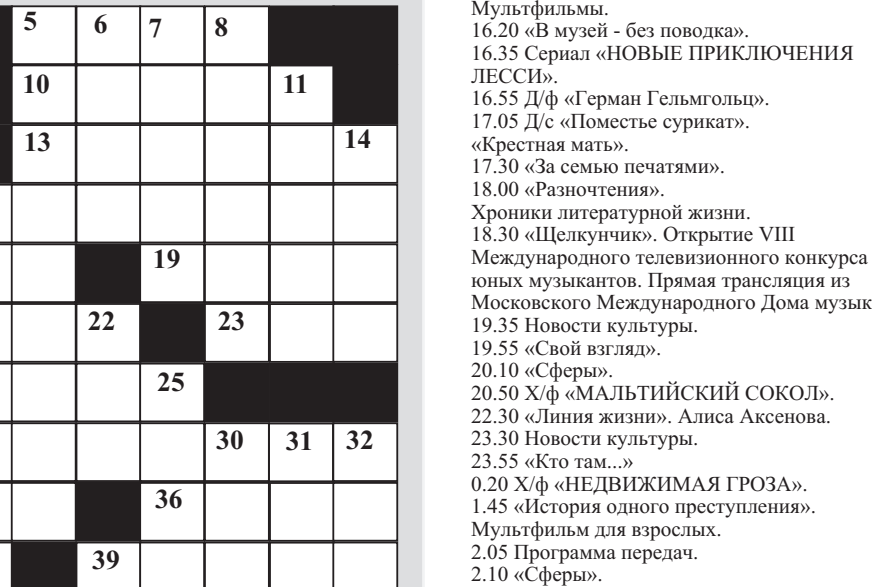 5 6 7 8
10 11
13 14
19
22 23
25
30 31 32
36
39
Мультфильмы.
16.20 «В музей - без поводка».
16.35 Сериал «НОВЫЕ ПРИКЛЮЧЕНИЯ
ЛЕССИ».
16.55 Д/ф «Герман Гельмгольц».
17.05 Д/с «Поместье сурикат».
«Крестная мать».
17.30 «За семью печатями».
18.00 «Разночтения».
Хроники литературной жизни.
18.30 «Щелкунчик». Открытие VIII
Международного телевизионного конкурса
юных музыкантов. Прямая трансляция из
Московского Международного Дома музык
19.35 Новости культуры.
19.55 «Свой взгляд».
20.10 «Сферы».
20.50 Х/ф «МАЛЬТИЙСКИЙ СОКОЛ».
22.30 «Линия жизни». Алиса Аксенова.
23.30 Новости культуры.
23.55 «Кто там...»
0.20 Х/ф «НЕДВИЖИМАЯ ГРОЗА».
1.45 «История одного преступления».
Мультфильм для взрослых.
2.05 Программа передач.
2.10 «Сферы».